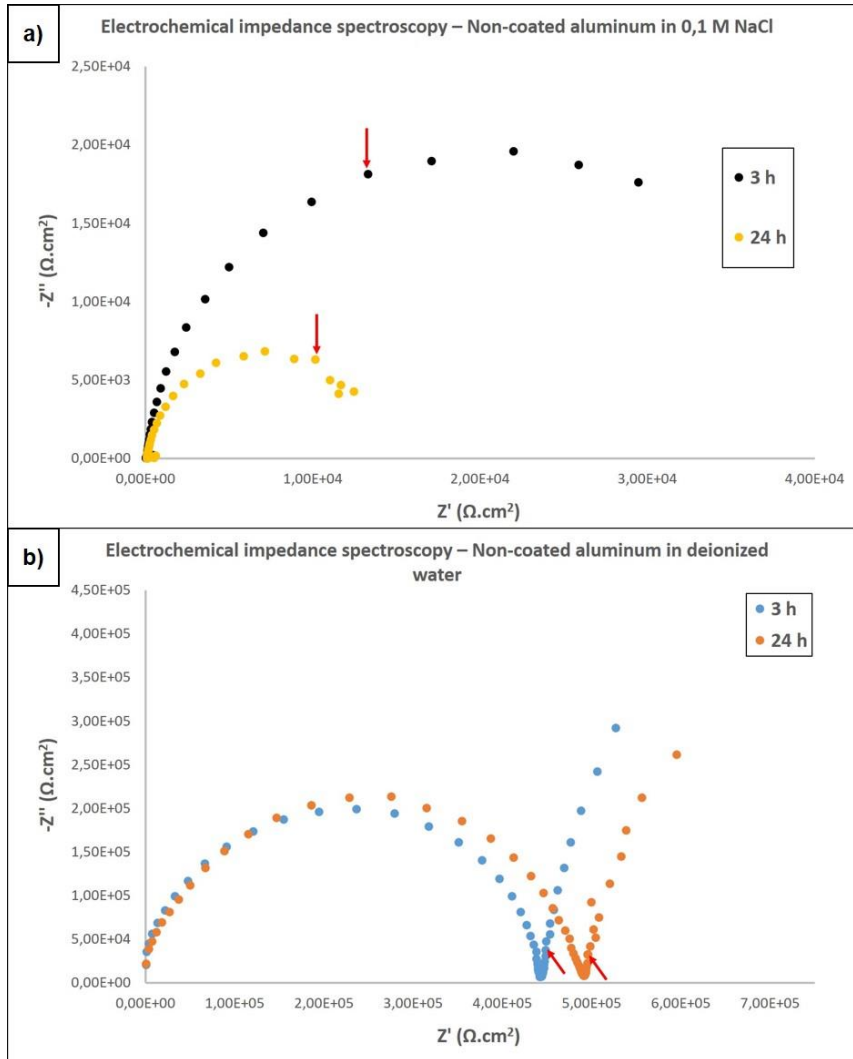 a)
Electrochemical impedance spectroscopy – Non-coated aluminum in 0,1 M NaCl
2,50E+04
2,00E+04
1,50E+04
1,00E+04
5,00E+03
0,00E+00
-Z'' (Ω.cm²)
3 h
24 h
0,00E+00 1,00E+04 2,00E+04 3,00E+04 4,00E+04
Z' (Ω.cm²)
b)
Electrochemical impedance spectroscopy – Non-coated aluminum in deionized
water
4,50E+05
4,00E+05
3,50E+05
3,00E+05
2,50E+05
2,00E+05
1,50E+05
1,00E+05
5,00E+04
0,00E+00
-Z'' (Ω.cm²)
3 h
24 h
0,00E+00 1,00E+05 2,00E+05 3,00E+05 4,00E+05 5,00E+05 6,00E+05 7,00E+05
Z' (Ω.cm²)